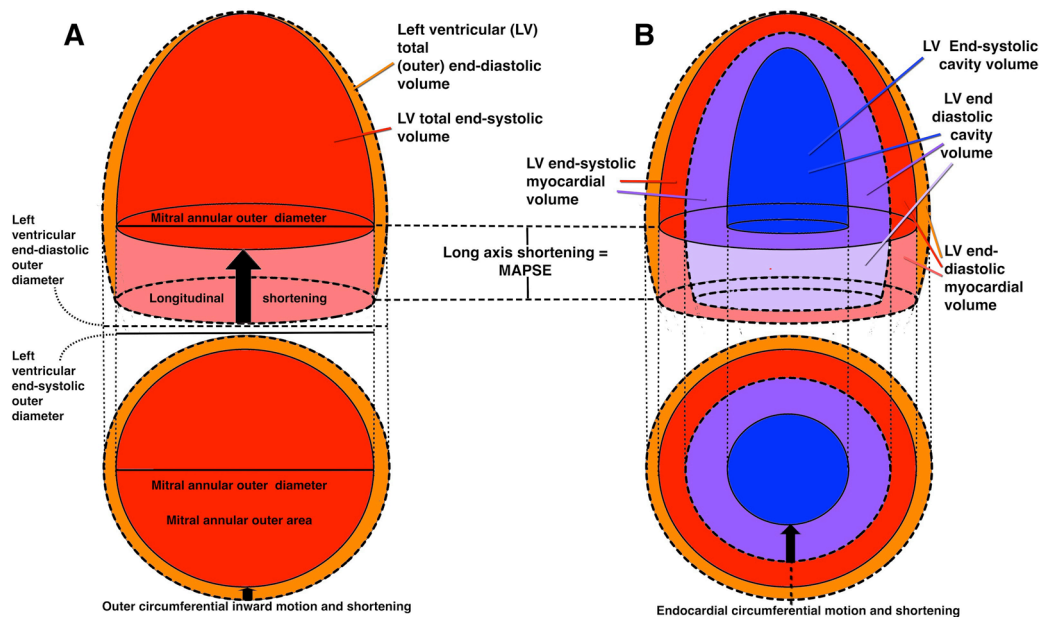 A
Left ventricular (LV)
total
(outer) end-diastolic
volume
LV total end-systolic
volume
Mitral annular outer diameter
Longitudinal shortening
Left
ventricular
end-diastolic
outer
diameter
Left
ventricular
end-systolic
outer
diameter
Mitral annular outer diameter
Mitral annular outer area
Outer circumferential inward motion and shortening
Long axis shortening =
MAPSE
B
LV End-systolic
cavity volume
LV end
diastolic
cavity
volume
LV end-systolic
myocardial
volume
LV end-
diastolic
myocardial
volume
Endocardial circumferential motion and shortening